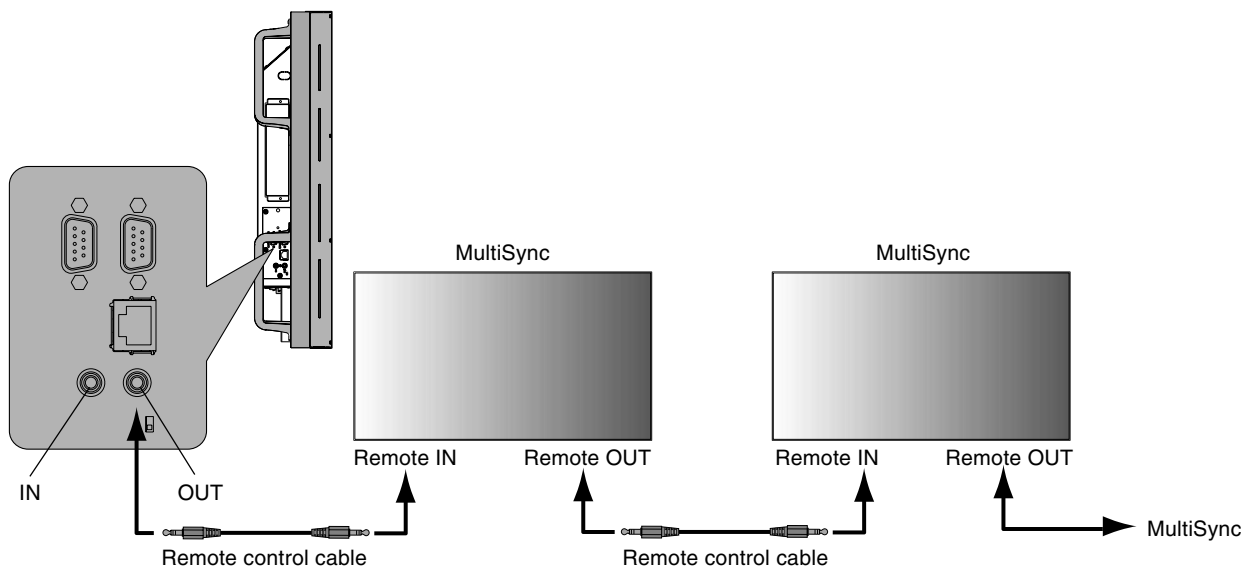 MultiSync
MultiSync
Remote IN
Remote OUT
Remote IN
Remote OUT
IN
OUT
MultiSync
Remote control cable
Remote control cable